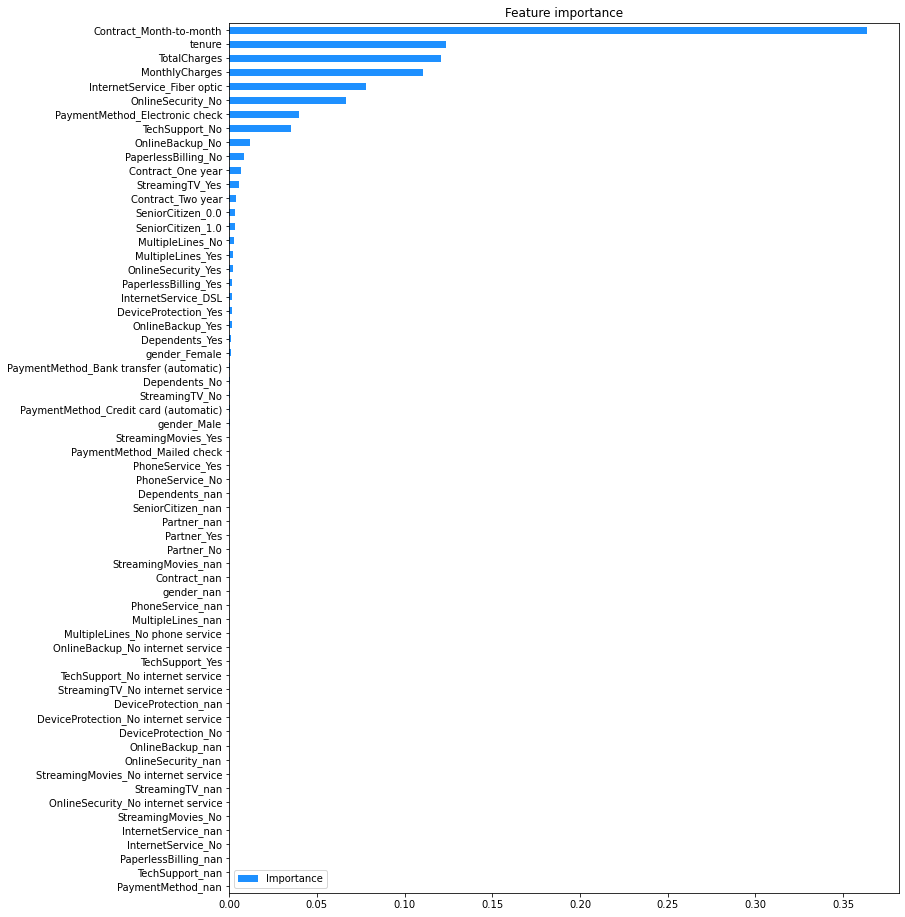 Feature importance
Contract_Month-to-month
tenure
TotalCharges
MonthlyCharges
InternetService_Fiber optic
OnlineSecurity_No
PaymentMethod_Electronic check
TechSupport_No
OnlineBackup_No
PaperlessBilling_No
Contract_One year
StreamingTV_Yes
Contract_Two year
SeniorCitizen_0.0
SeniorCitizen_1.0
MultipleLines_No
MultipleLines_Yes
OnlineSecurity_Yes
PaperlessBilling_Yes
InternetService_DSL
DeviceProtection_Yes
OnlineBackup_Yes
Dependents_Yes
gender_Female
PaymentMethod_Bank transfer (automatic)
Dependents_No
StreamingTV_No
PaymentMethod_Credit card (automatic)
gender_Male
StreamingMovies_Yes
PaymentMethod_Mailed check
PhoneService_Yes
PhoneService_No
Dependents_nan
SeniorCitizen_nan
Partner_nan
Partner_Yes
Partner_No
StreamingMovies_nan
Contract_nan
gender_nan
PhoneService_nan
MultipleLines_nan
MultipleLines_No phone service
OnlineBackup_No internet service
TechSupport_Yes
TechSupport_No internet service
StreamingTV_No internet service
DeviceProtection_nan
DeviceProtection_No internet service
DeviceProtection_No
OnlineBackup_nan
OnlineSecurity_nan
StreamingMovies_No internet service
StreamingTV_nan
OnlineSecurity_No internet service
StreamingMovies_No
InternetService_nan
InternetService_No
PaperlessBilling_nan
TechSupport_nan
PaymentMethod_nan
Importance
0.00 0.05 0.10 0.15 0.20 0.25 0.30 0.35